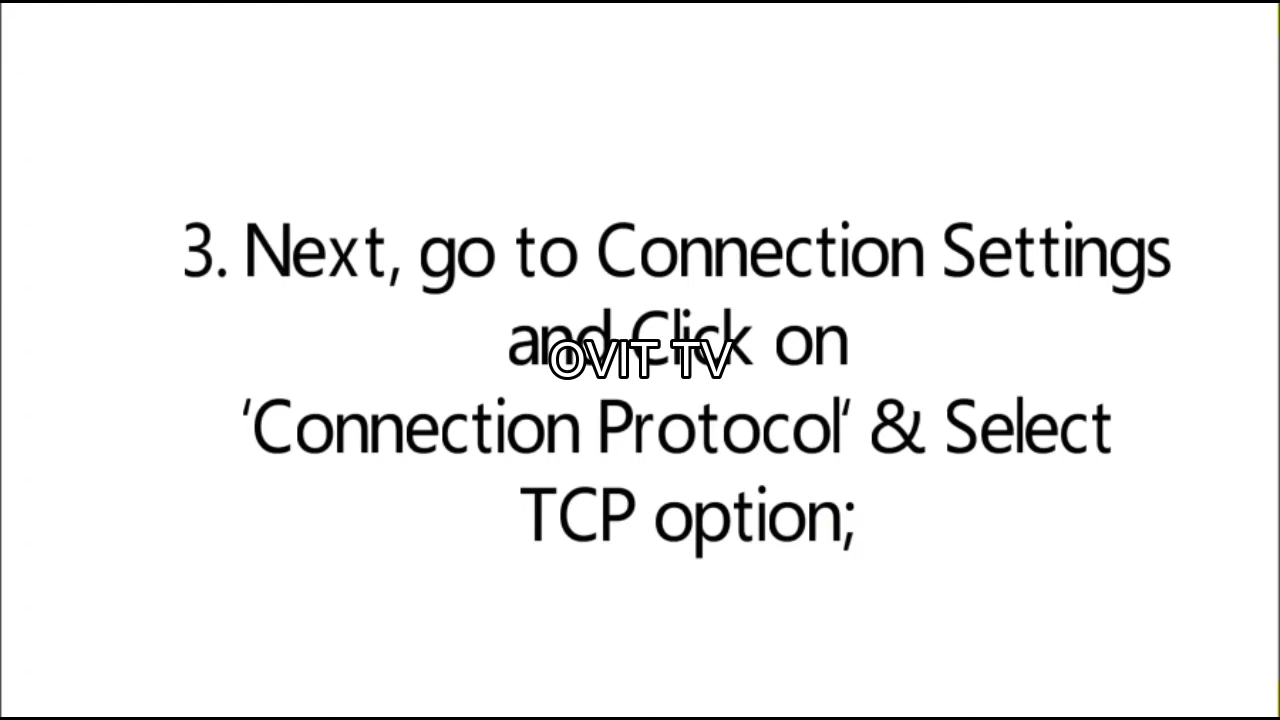 3. Next, go to Connection Settings
and Click on
OVIT TV
‘Connection Protocol‘ & Select
TCP option;